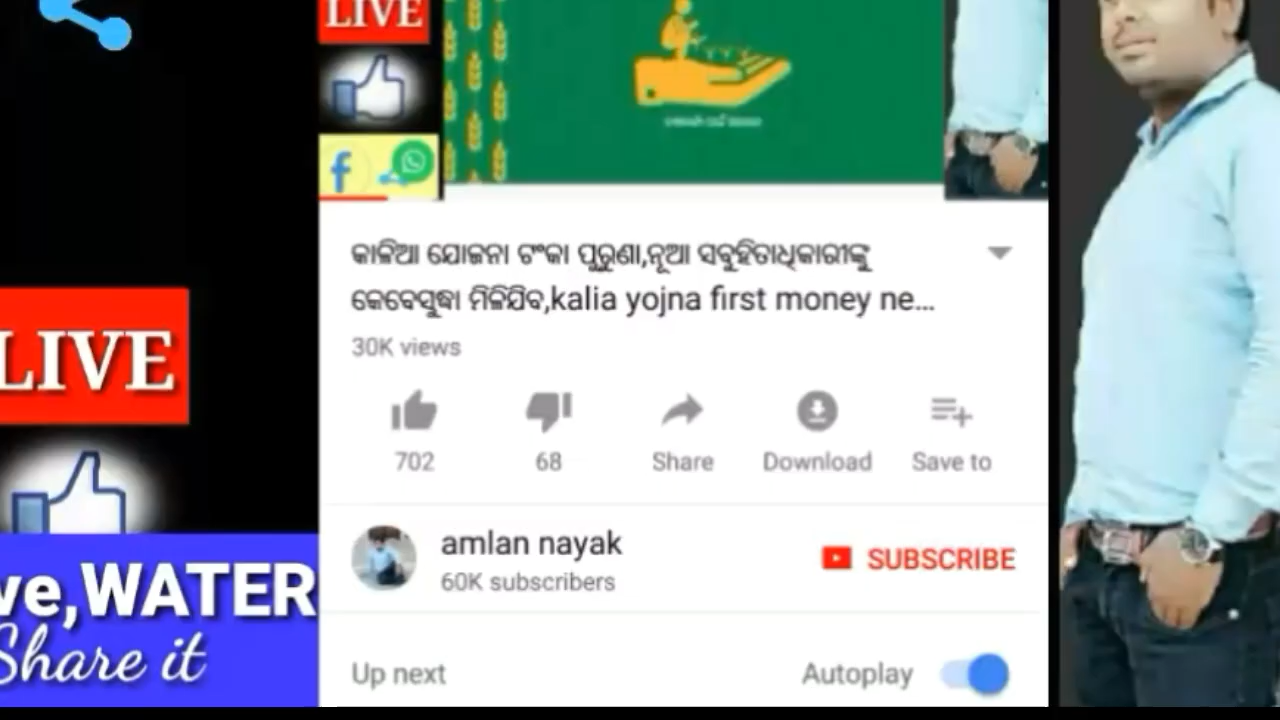 LIVE
କାଳିଆ ଯୋଜନା ଟଂକା ପୁରୁଣା,ନୂଆ ସବୁହିତାଧିକାରୀଙ୍କୁ
କେବେସୁଦ୍ଧା ମିଳିଯିବ,kalia yojna first money ne...
30K views
702
68
Share
Download
Save to
LIVE
ve,WATER
Share it
amlan nayak
60K subscribers
SUBSCRIBE
Up next
Autoplay